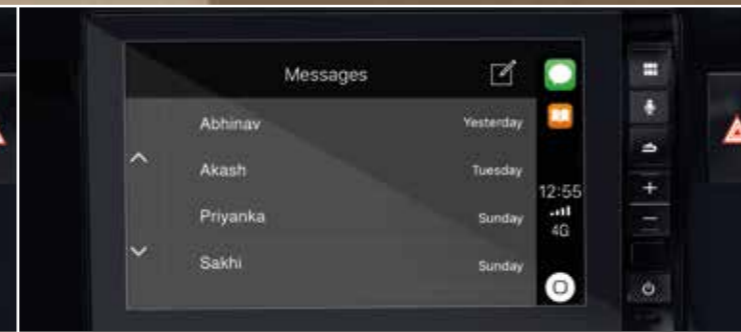 Messages
Abhinav Yesterday
Akash Tuesday
Priyanka Sunday
Sakhi Sunday
12:55
4G